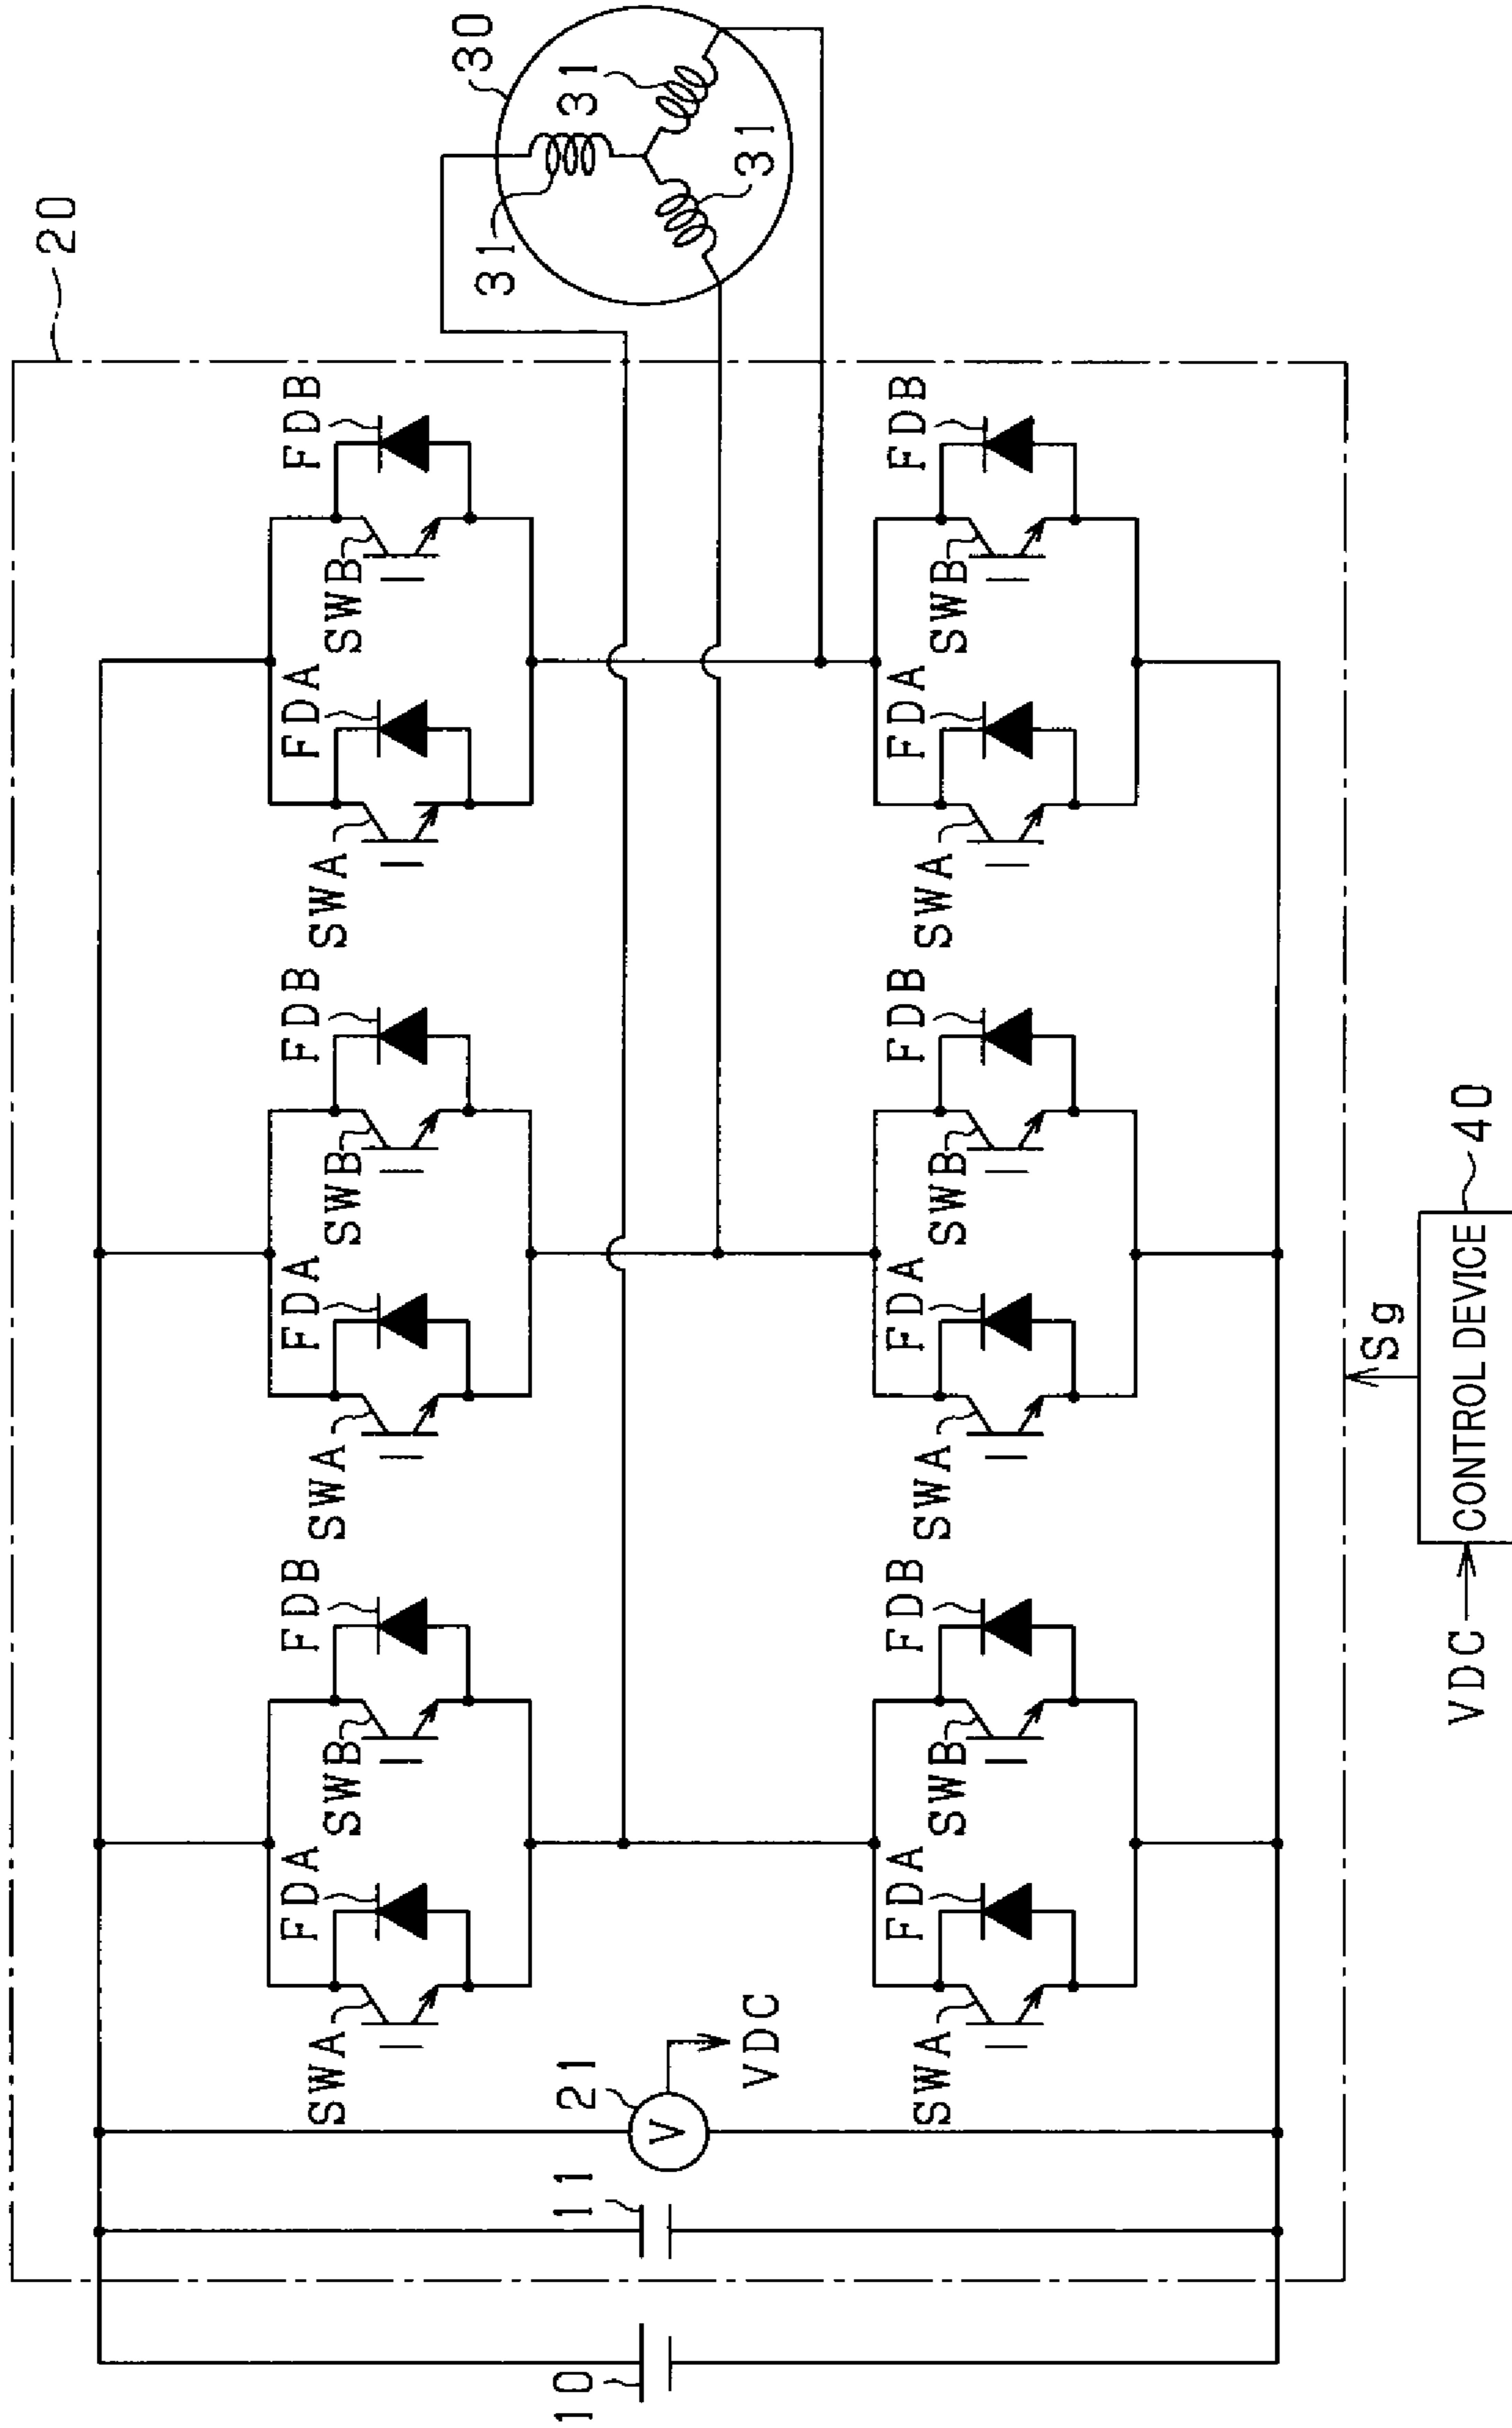 20
FDA FDB FDA FDB FDA FDB
SWA SWB SWA SWB SWA SWB
30
31
10 11 21 31
V
VDC 31
FDA FDB FDA FDB FDA FDB
SWA SWB SWA SWB SWA SWB
Sg
VDC CONTROL DEVICE 40